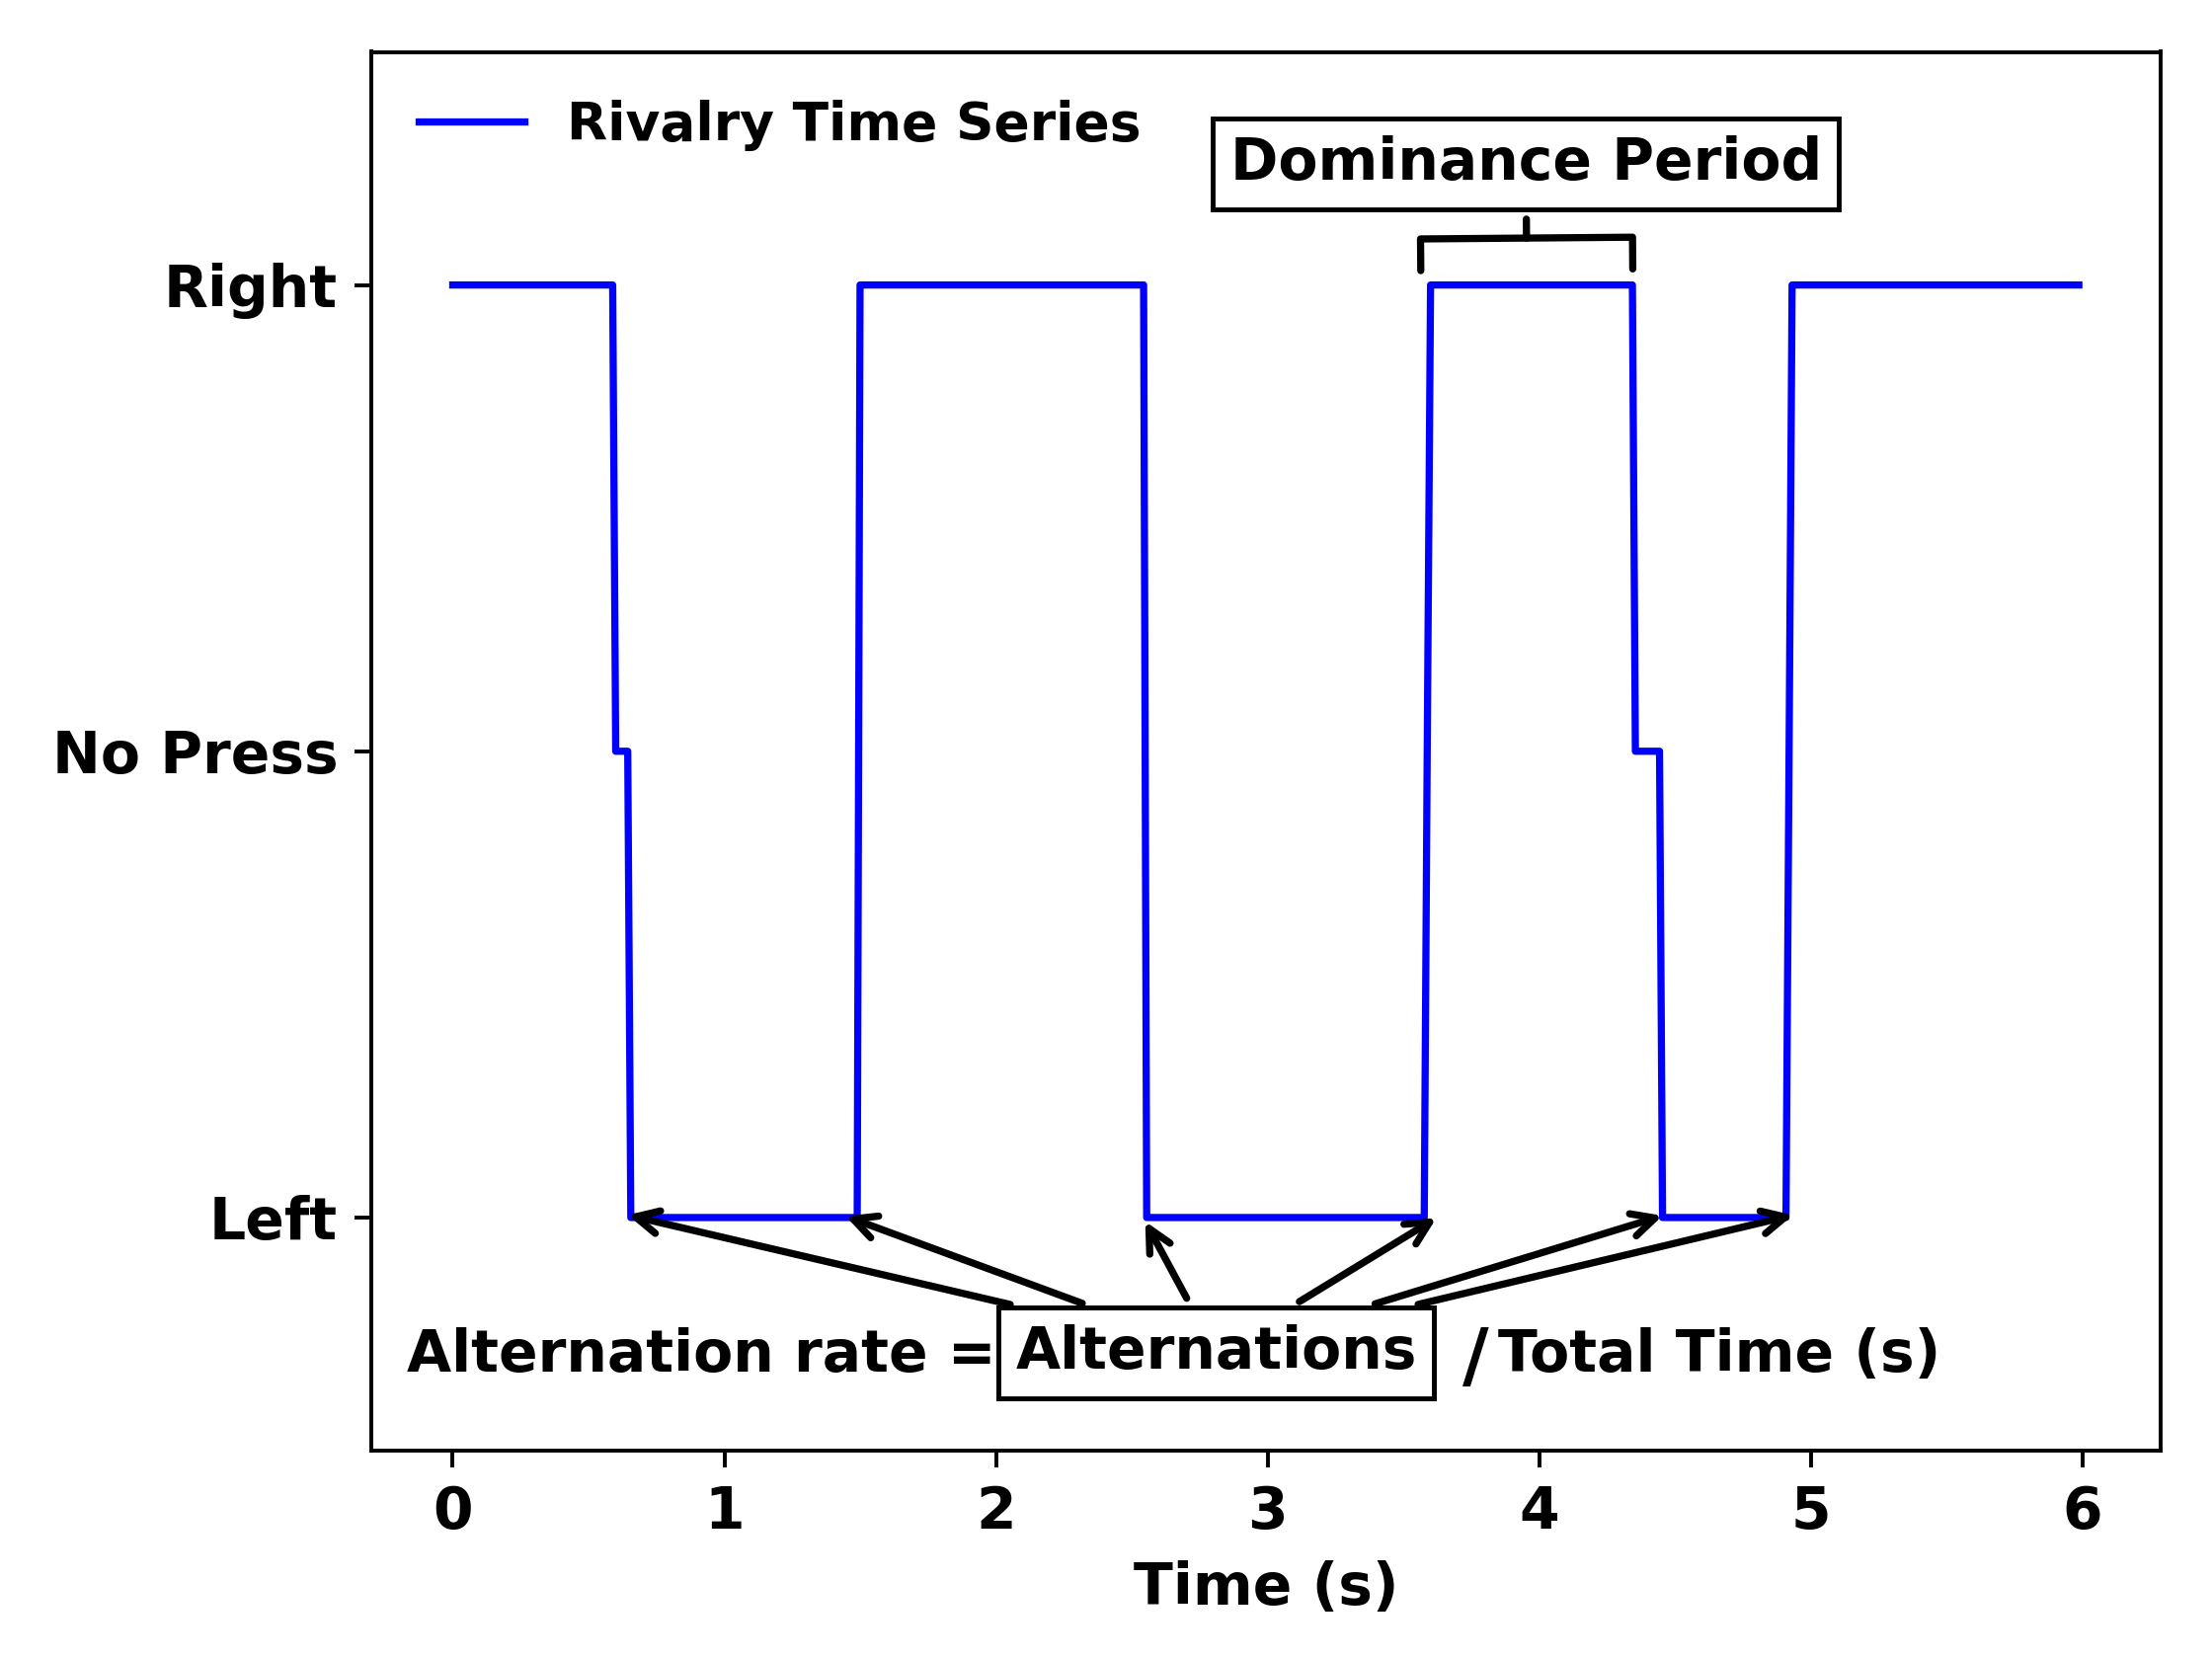 Rivalry Time Series
Dominance Period
Right
No Press
Left
Alternation rate = Alternations / Total Time (s)
0 1 2 3 4 5 6
Time (s)